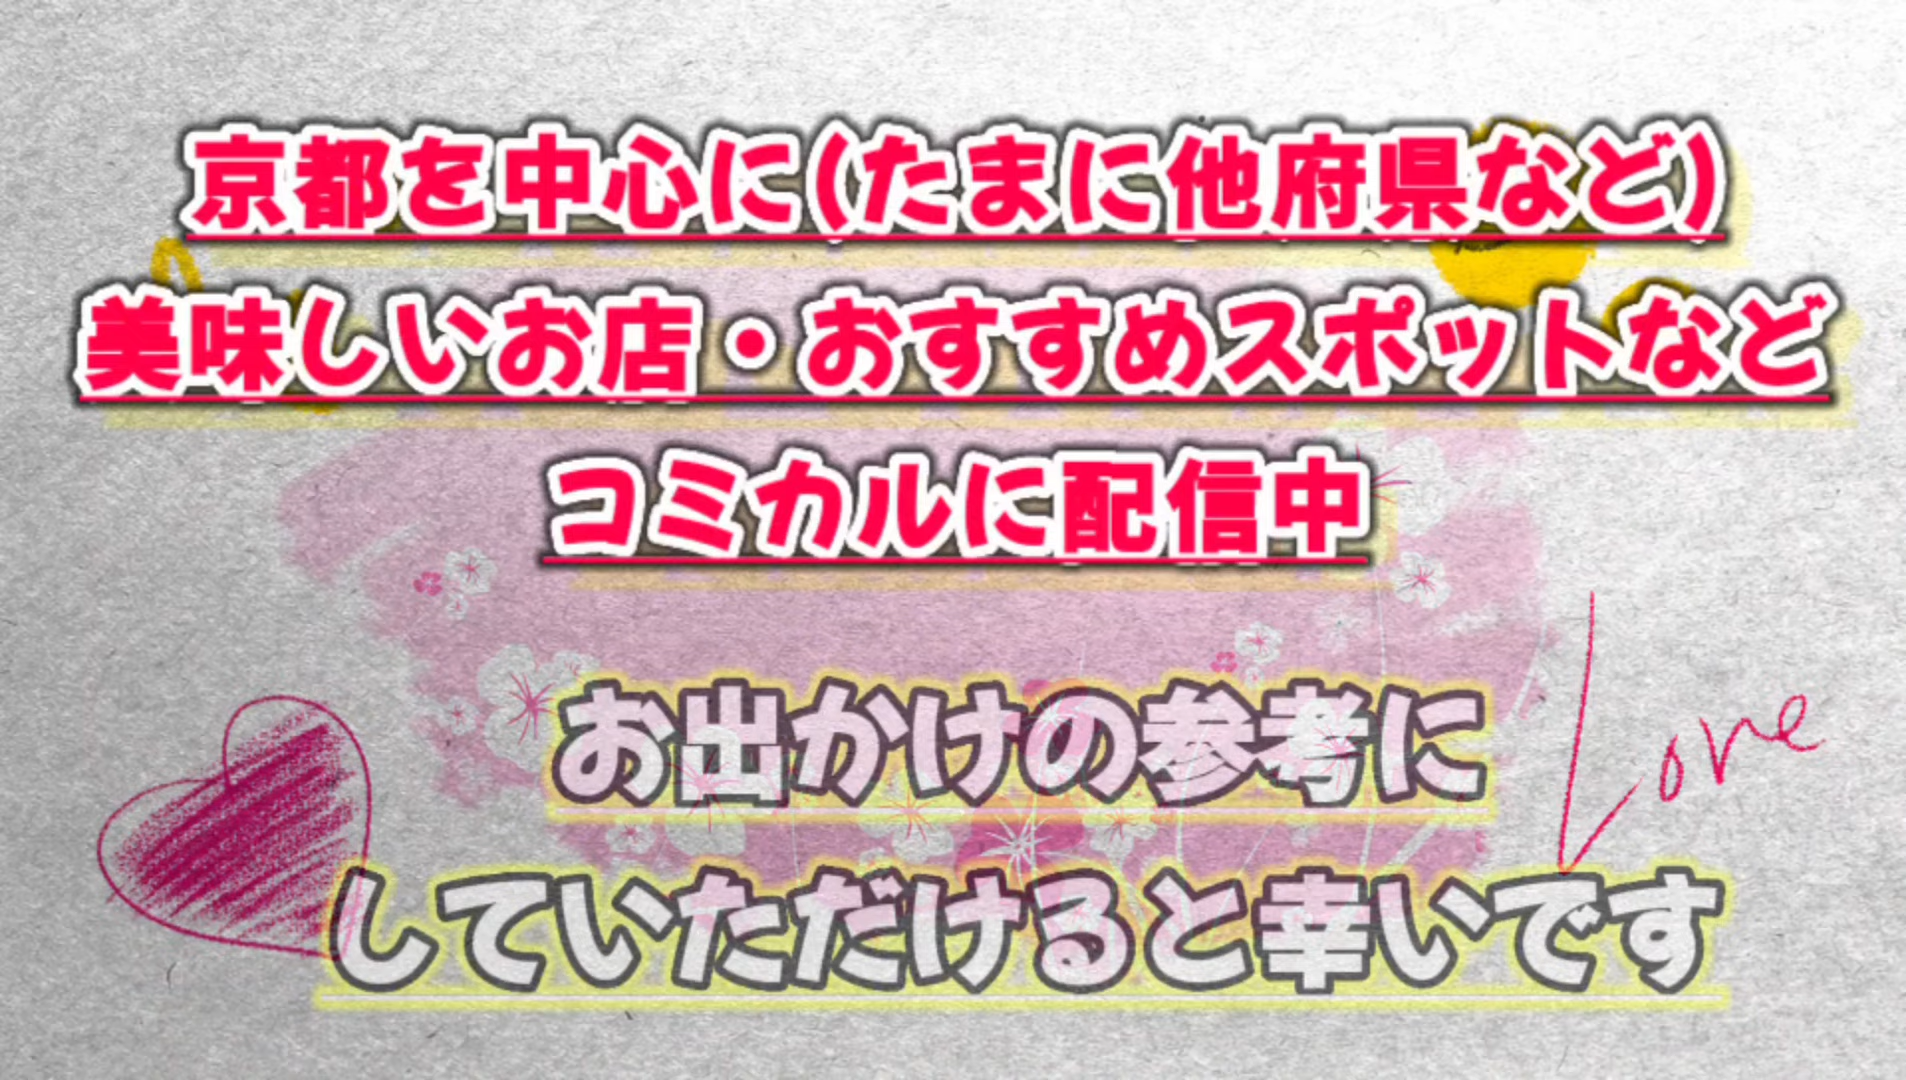 京都を中心に(たまに他府県など)
美味しいお店・おすすめスポットなど
コミカルに配信中
お出かけの参考に
していただけると幸いです
Love